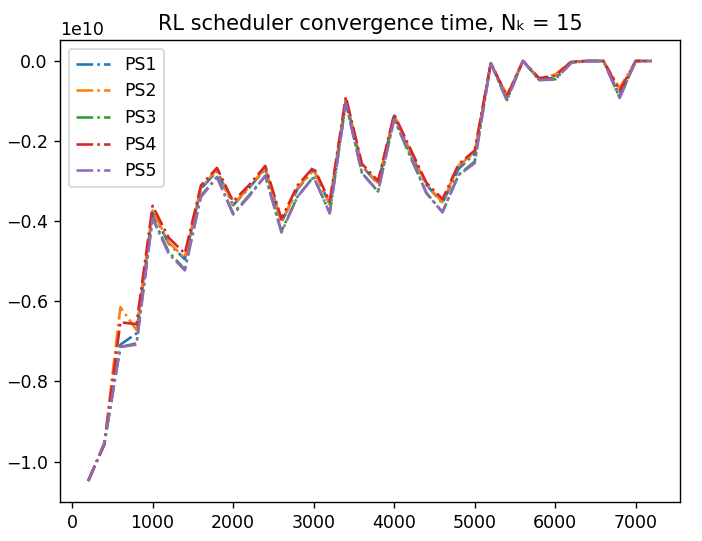 RL scheduler convergence time, Nₖ = 15
1e10
0.0
−0.2
−0.4
−0.6
−0.8
−1.0
PS1
PS2
PS3
PS4
PS5
0 1000 2000 3000 4000 5000 6000 7000